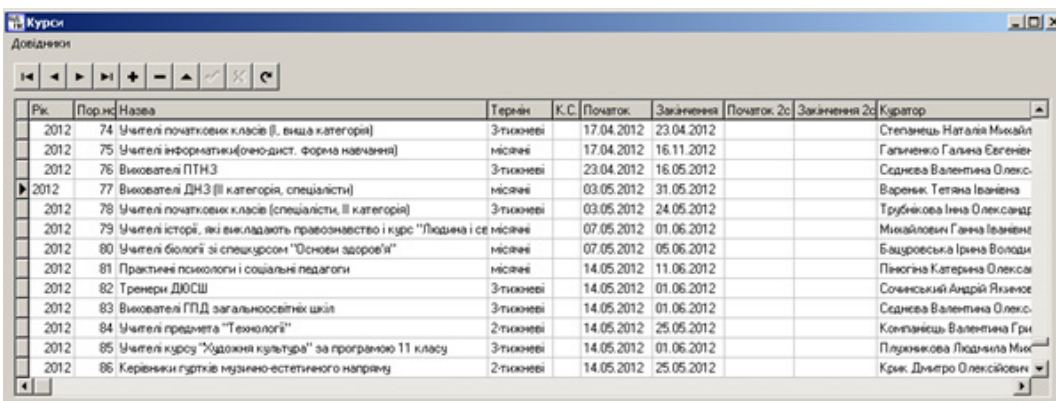 Курси
Довідники
Рік Пор.но Назва Термін К.С. Початок Закінчення Початок 2с Закінчення 2с Куратор
2012 74 Учителі початкових класів (I, вища категорія) 3-тижневі 17.04.2012 23.04.2012 Степанець Наталія Михайл
2012 75 Учителі інформатики(очно-дист. форма навчання) місячні 17.04.2012 16.11.2012 Гапиченко Галина Євгенівн
2012 76 Вихователі ПТНЗ 3-тижневі 23.04.2012 16.05.2012 Сєднєва Валентина Олекс
2012 77 Вихователі ДНЗ (II категорія, спеціалісти) місячні 03.05.2012 31.05.2012 Вареник Тетяна Іванівна
2012 78 Учителі початкових класів (спеціалісти, II категорія) 3-тижневі 03.05.2012 24.05.2012 Трубнікова Інна Олександр
2012 79 Учителі історії, які викладають правознавство і курс "Людина і св місячні 07.05.2012 01.06.2012 Михайлович Ганна Іванівна
2012 80 Учителі біології зі спецкурсом "Основи здоров'я" місячні 07.05.2012 05.06.2012 Бацуровська Ірина Володи
2012 81 Практичні психологи і соціальні педагоги місячні 14.05.2012 11.06.2012 Пінюгіна Катерина Олекса
2012 82 Тренери ДЮСШ 3-тижневі 14.05.2012 01.06.2012 Сочинський Андрій Якимов
2012 83 Вихователі ГПД загальноосвітніх шкіл 3-тижневі 14.05.2012 01.06.2012 Сєднєва Валентина Олекс
2012 84 Учителі предмета "Технології" 2-тижневі 14.05.2012 25.05.2012 Компанієць Валентина Гри
2012 85 Учителі курсу "Художня культура" за програмою 11 класу 3-тижневі 14.05.2012 01.06.2012 Плужникова Людмила Мих
2012 86 Керівники гуртків музично-естетичного напряму 2-тижневі 14.05.2012 25.05.2012 Крик Дмитро Олексійович